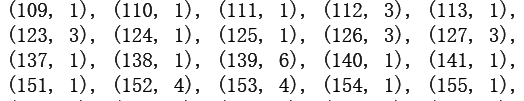 (109, 1), (110, 1), (111, 1), (112, 3), (113, 1),
(123, 3), (124, 1), (125, 1), (126, 3), (127, 3),
(137, 1), (138, 1), (139, 6), (140, 1), (141, 1),
(151, 1), (152, 4), (153, 4), (154, 1), (155, 1),